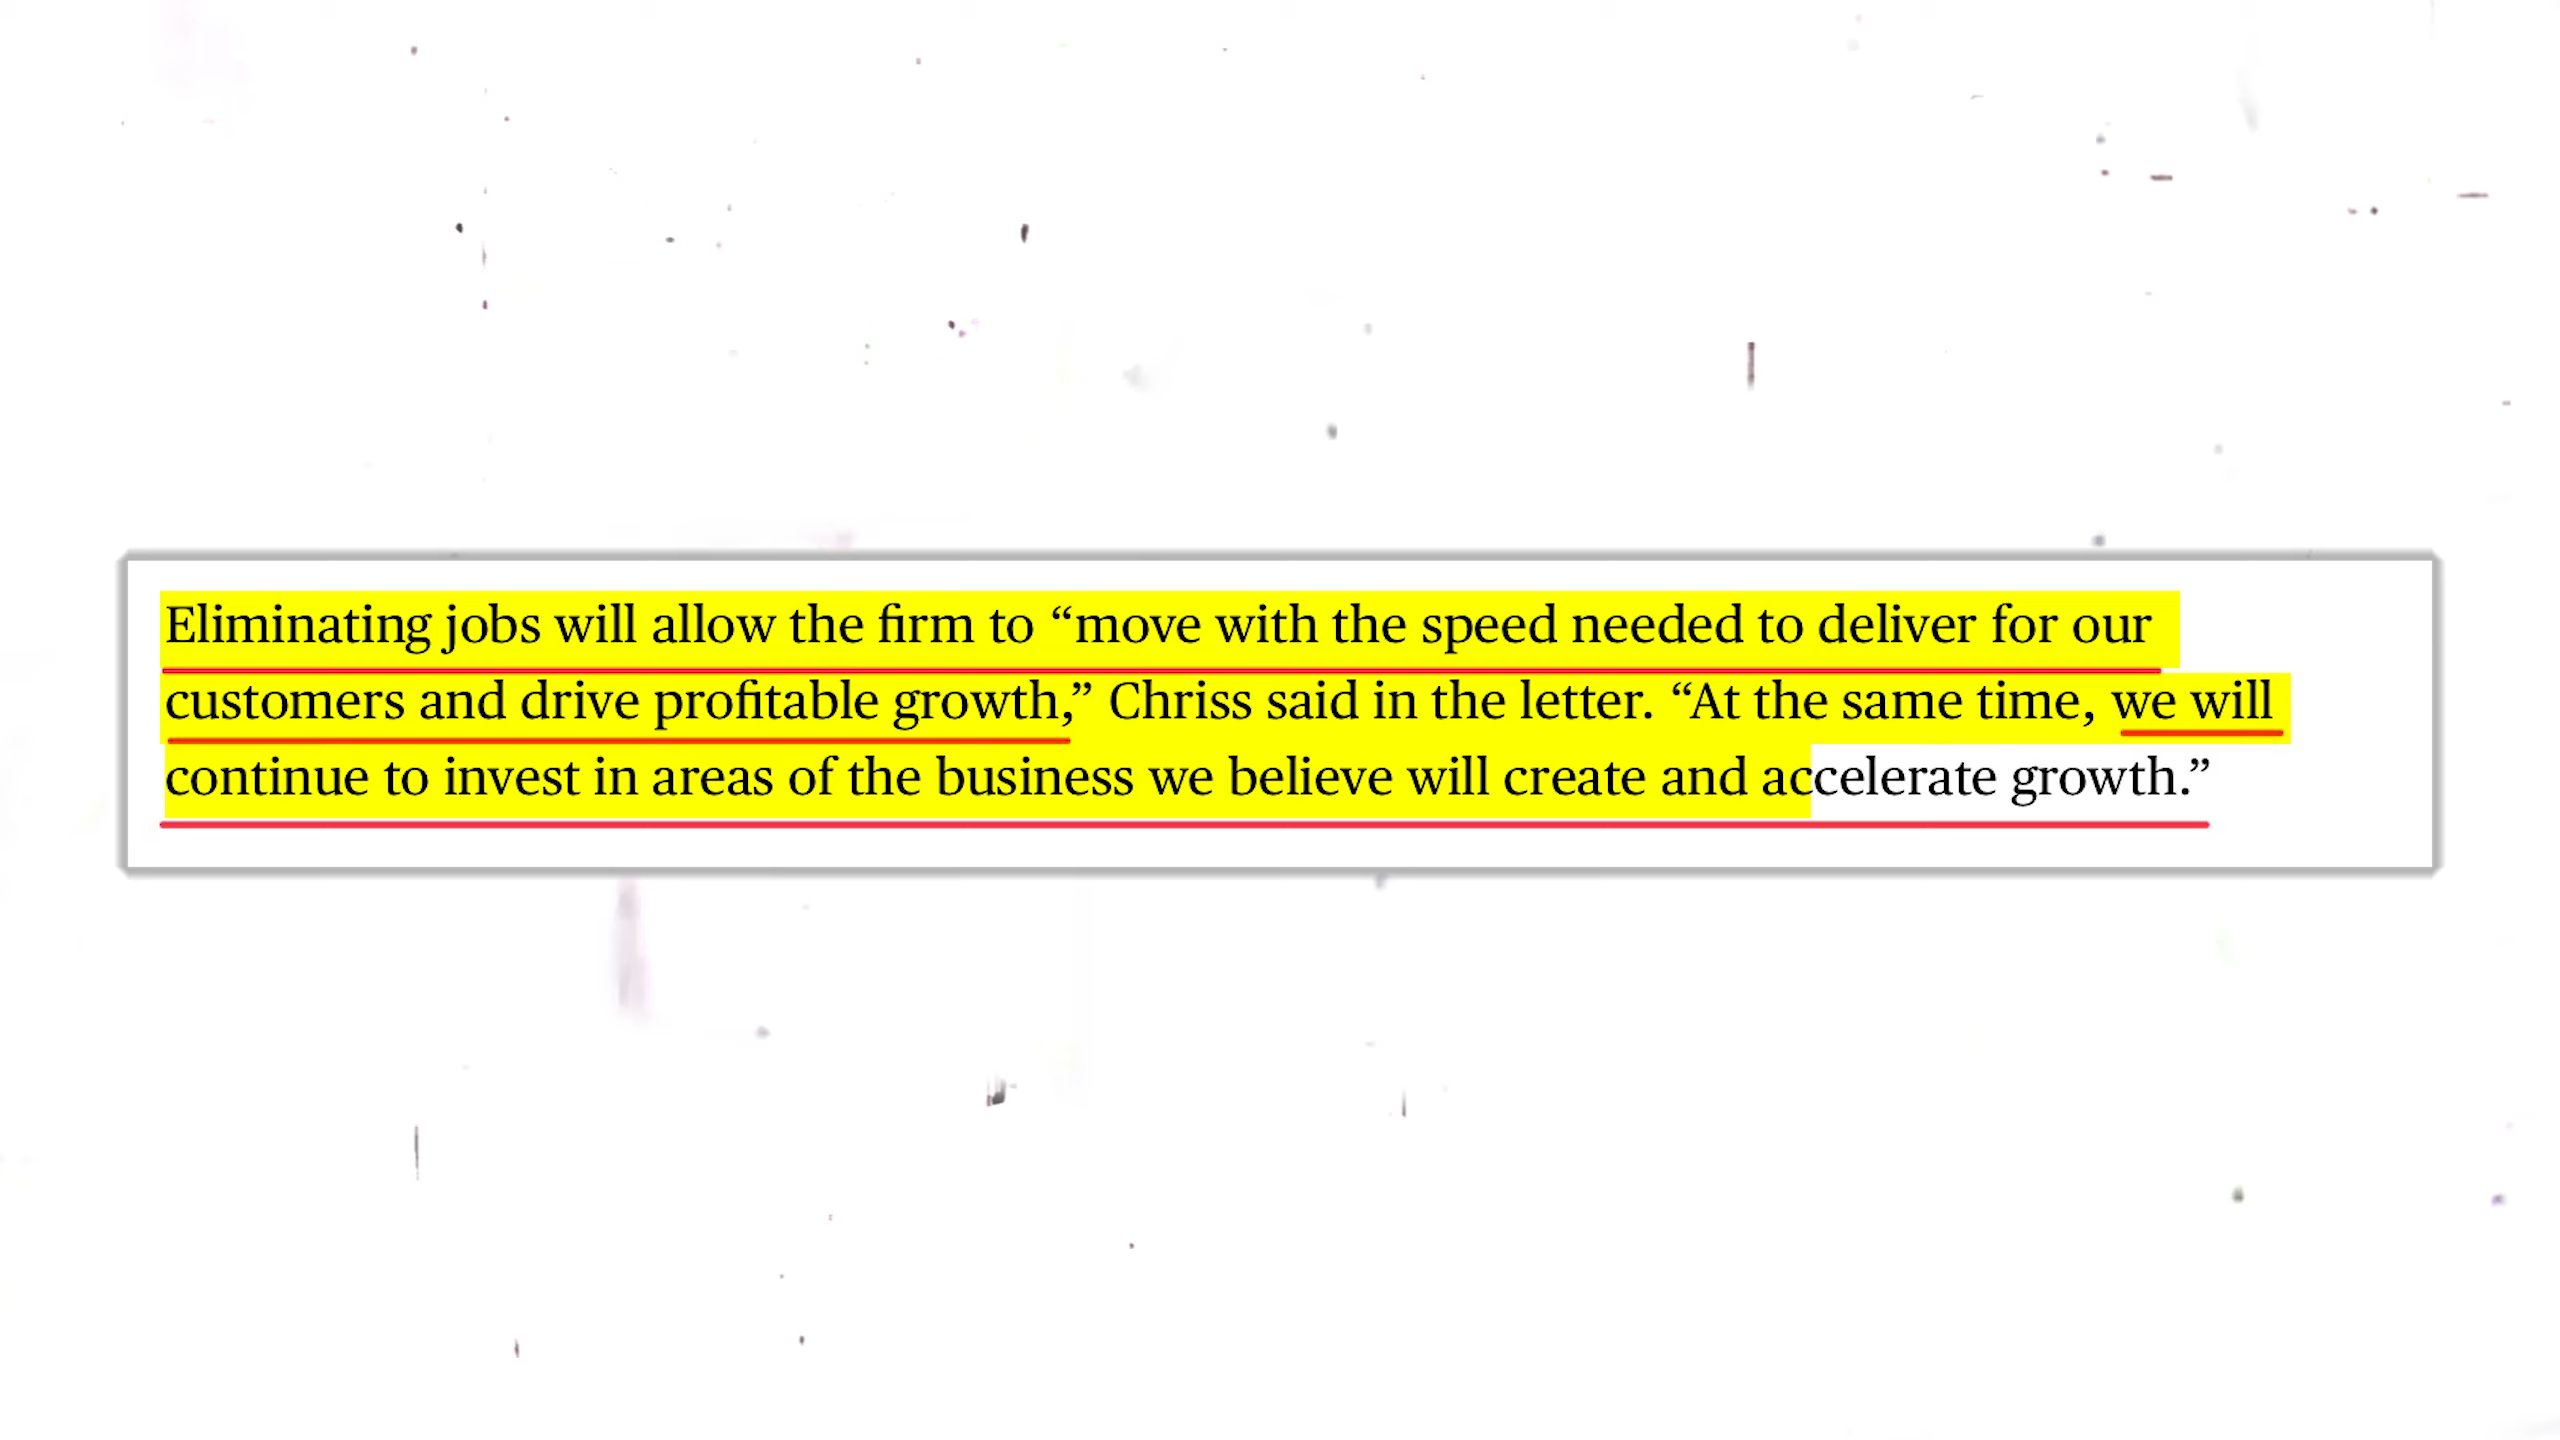 Eliminating jobs will allow the firm to “move with the speed needed to deliver for our
customers and drive profitable growth,” Chriss said in the letter. “At the same time, we will
continue to invest in areas of the business we believe will create and accelerate growth.”